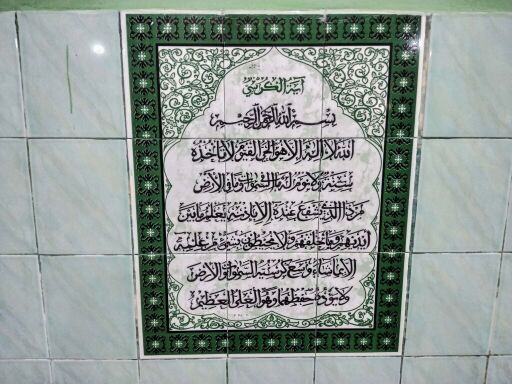 آية الكرسي
بسم الله الرحمن الرحيم
الله لا إله إلا هو الحي القيوم لا تأخذه
سنة ولا نوم له ما في السموات وما في الأرض
من ذا الذي يشفع عنده إلا بإذنه يعلم ما بين
أيديهم وما خلفهم ولا يحيطون بشيء من علمه
إلا بما شاء وسع كرسيه السموات والأرض
ولا يؤده حفظهما وهو العلي العظيم